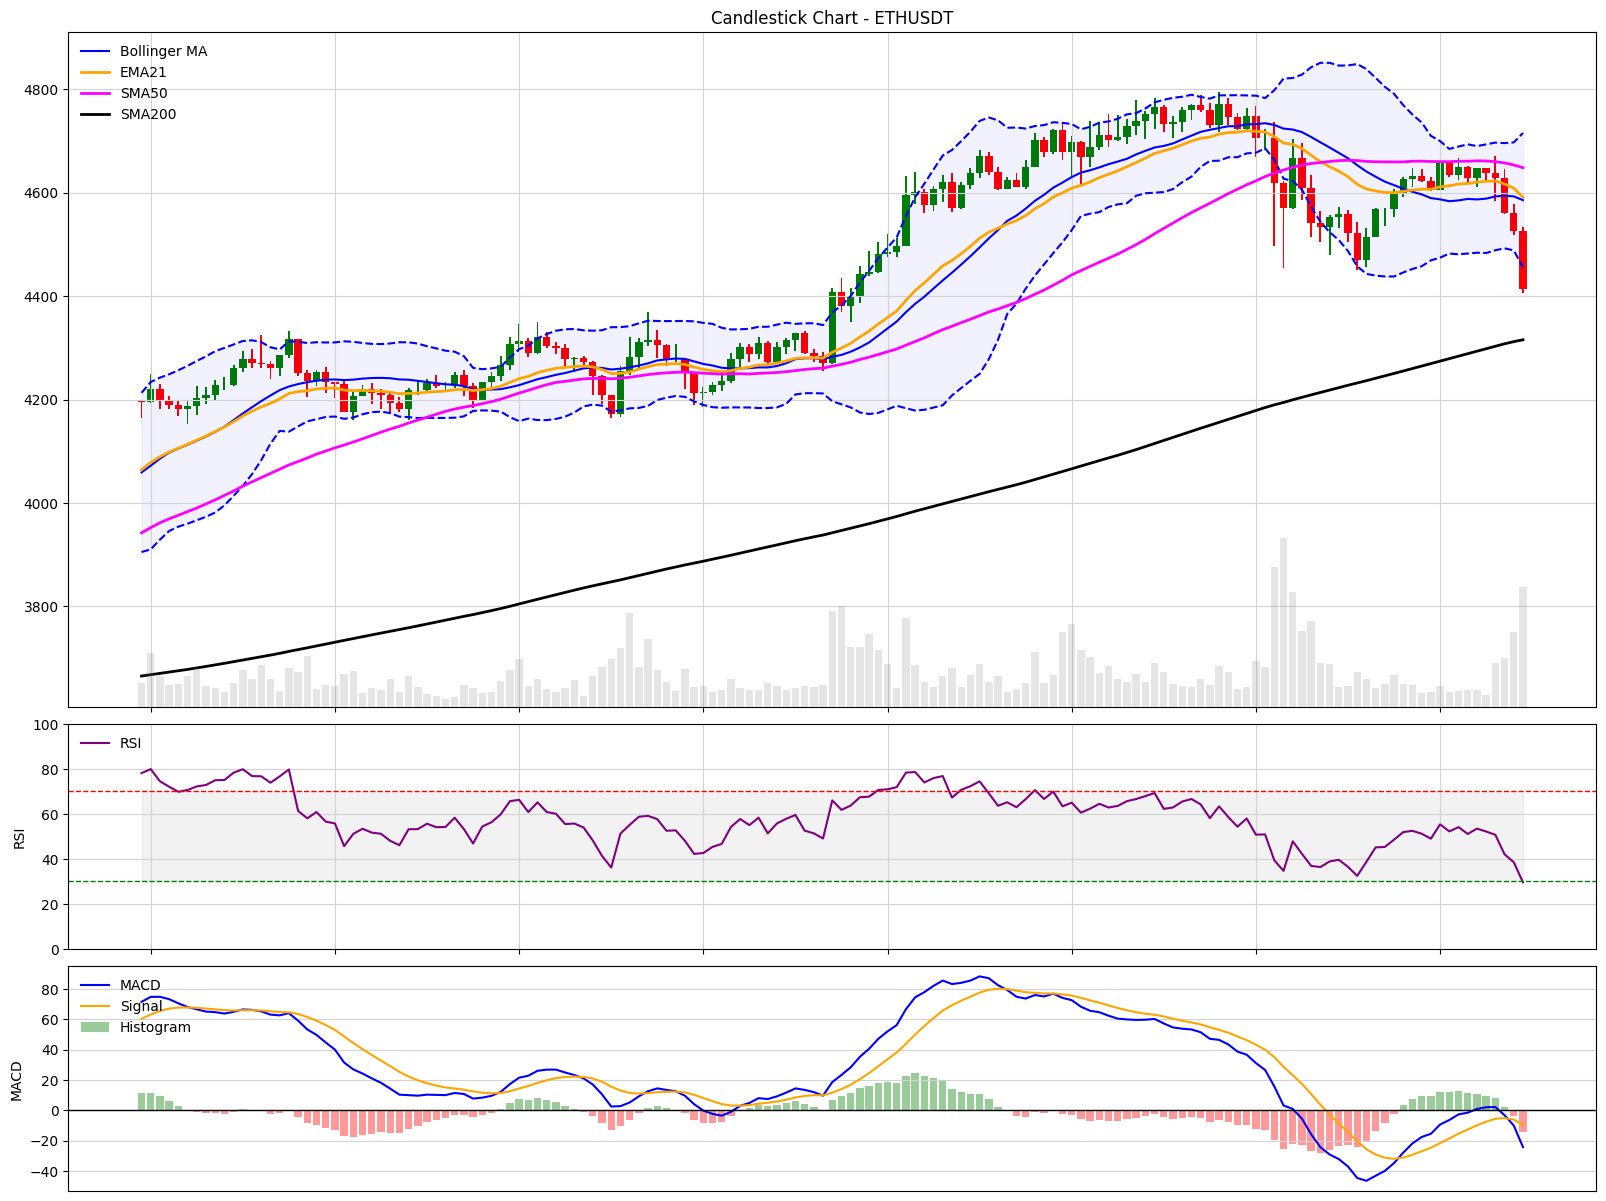 Candlestick Chart - ETHUSDT
Bollinger MA
EMA21
SMA50
SMA200
4800
4600
4400
4200
4000
3800
RSI
100
80
60
40
20
0
RSI
MACD
Signal
Histogram
80
60
40
20
0
−20
−40
MACD